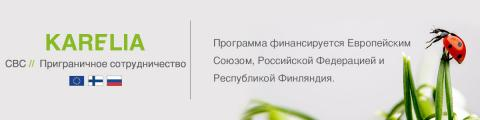 KARELIA
CBC // Приграничное сотрудничество
Программа финансируется Европейским
Союзом, Российской Федерацией и
Республикой Финляндия.